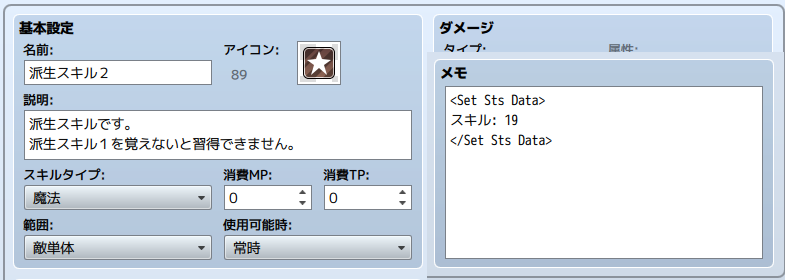 基本設定
名前:
アイコン:
派生スキル２
89
説明:
派生スキルです。
派生スキル１を覚えないと習得できません。
スキルタイプ:
消費MP:
消費TP:
魔法
0
0
範囲:
使用可能時:
敵単体
常時
ダメージ
タイプ:
属性:
メモ
<Set Sts Data>
スキル: 19
</Set Sts Data>